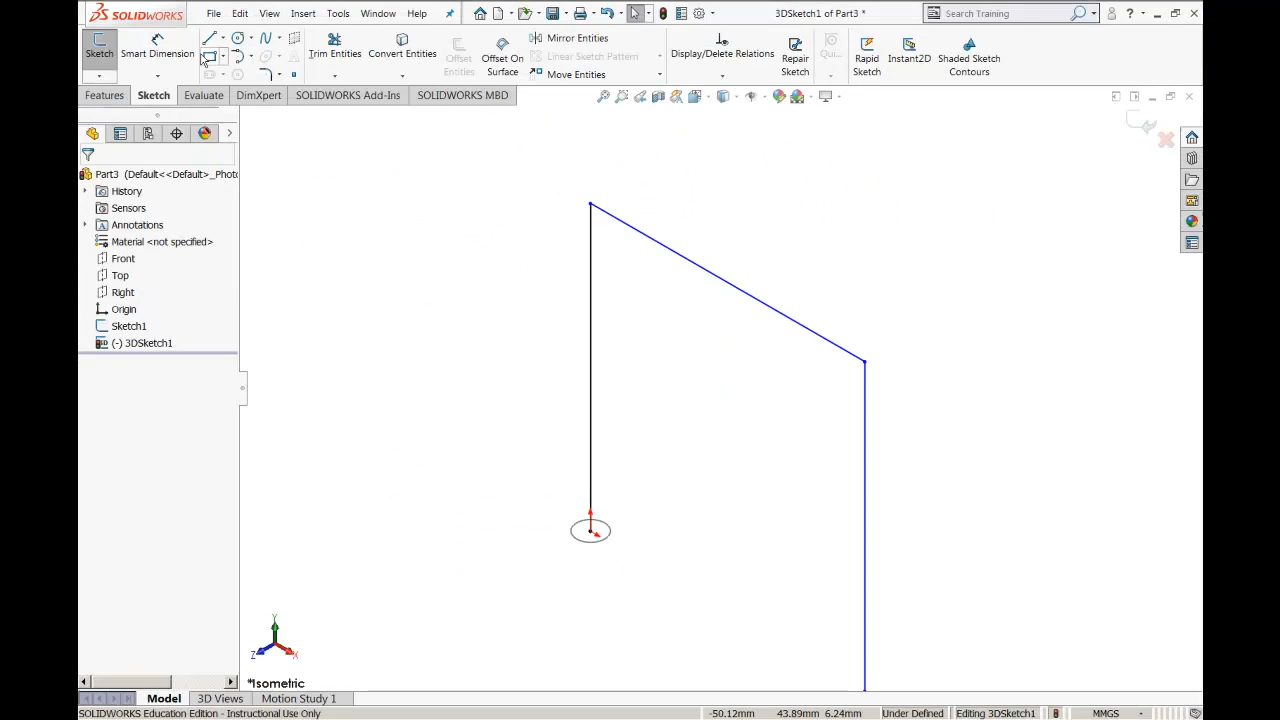 SOLIDWORKS File Edit View Insert Tools Window Help 3DSketch1 of Part3 * Search Training
Sketch Smart Dimension Trim Entities Convert Entities Offset Entities Offset On Surface Mirror Entities Linear Sketch Pattern Move Entities Display/Delete Relations Repair Sketch Qui... Rapid Sketch Instant2D Shaded Sketch Contours
Features Sketch Evaluate DimXpert SOLIDWORKS Add-Ins SOLIDWORKS MBD
Part3 (Default<<Default>_Phot
History
Sensors
Annotations
Material <not specified>
Front
Top
Right
Origin
Sketch1
3D (-) 3DSketch1
Y
Z X
*Isometric
Model 3D Views Motion Study 1
SOLIDWORKS Education Edition - Instructional Use Only -50.12mm 43.89mm 6.24mm Under Defined Editing 3DSketch1 MMGS